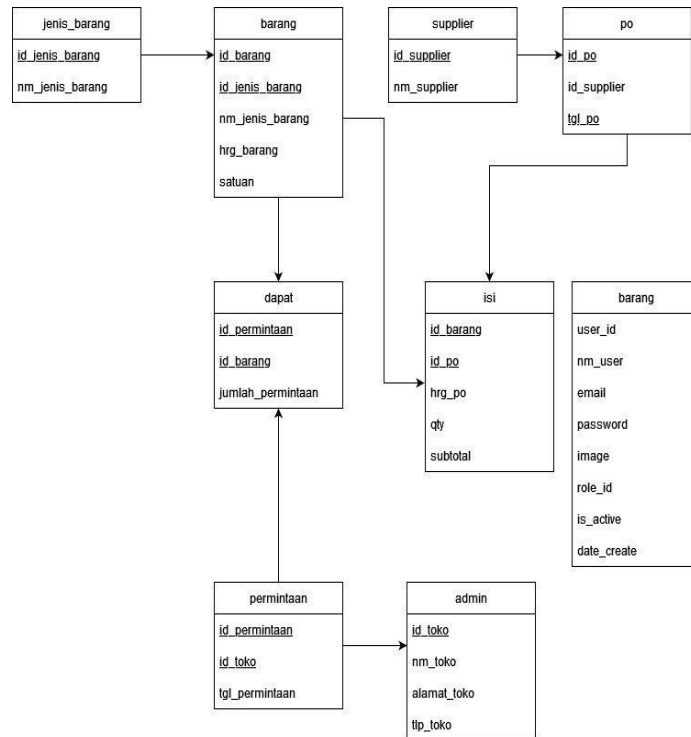 jenis_barang
id_jenis_barang
nm_jenis_barang
barang
id_barang
id_jenis_barang
nm_jenis_barang
hrg_barang
satuan
supplier
id_supplier
nm_supplier
po
id_po
id_supplier
tgl_po
dapat
id_permintaan
id_barang
jumlah_permintaan
isi
id_barang
id_po
hrg_po
qty
subtotal
barang
user_id
nm_user
email
password
image
role_id
is_active
date_create
permintaan
id_permintaan
id_toko
tgl_permintaan
admin
id_toko
nm_toko
alamat_toko
tlp_toko